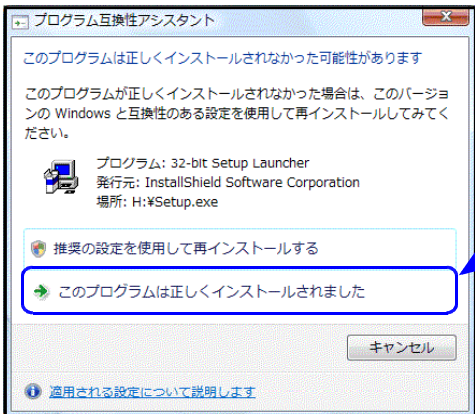 プログラム互換性アシスタント
このプログラムは正しくインストールされなかった可能性があります
このプログラムが正しくインストールされなかった場合は、このバージョ
ンの Windows と互換性のある設定を使用して再インストールしてみてく
ださい。
プログラム: 32-bit Setup Launcher
発行元: InstallShield Software Corporation
場所: H:¥Setup.exe
推奨の設定を使用して再インストールする
このプログラムは正しくインストールされました
キャンセル
適用される設定について説明します